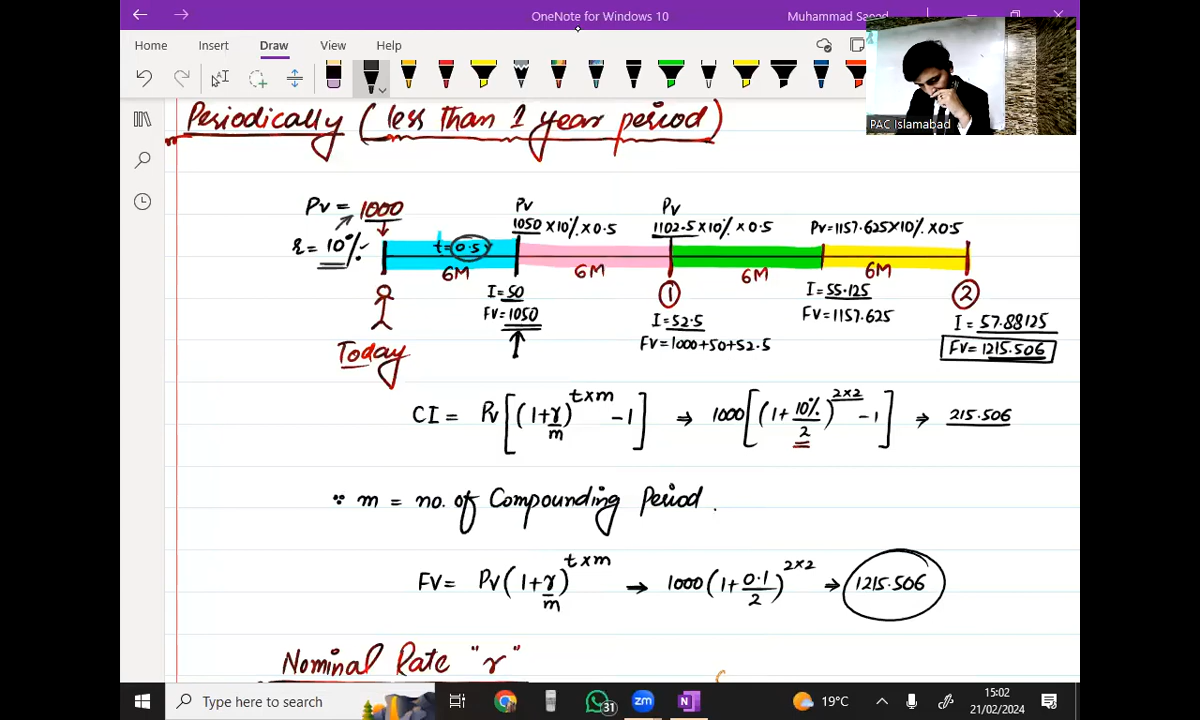 OneNote for Windows 10
Muhammad Saeed
Home Insert Draw View Help
PAC Islamabad
Periodically (less than 1 year period)
Pv = 1000
r = 10%
t = 0.5y
6M
I = 50
FV = 1050
Pv
1050 × 10% × 0.5
6M
Pv
1102.5 × 10% × 0.5
①
I = 52.5
FV = 1000 + 50 + 52.5
6M
Pv = 1157.625 × 10% × 0.5
I = 55.125
FV = 1157.625
6M
②
I = 57.88125
FV = 1215.506
Today
CI = Pv[(1 + r/m)^(t×m) - 1] ⇒ 1000[(1 + 10%/2)^(2×2) - 1] ⇒ 215.506
∵ m = no. of Compounding Period.
FV = Pv(1 + r/m)^(t×m) → 1000(1 + 0.1/2)^(2×2) → 1215.506
Nominal Rate "r"
Type here to search
31
zm
N
19°C
15:02
21/02/2024